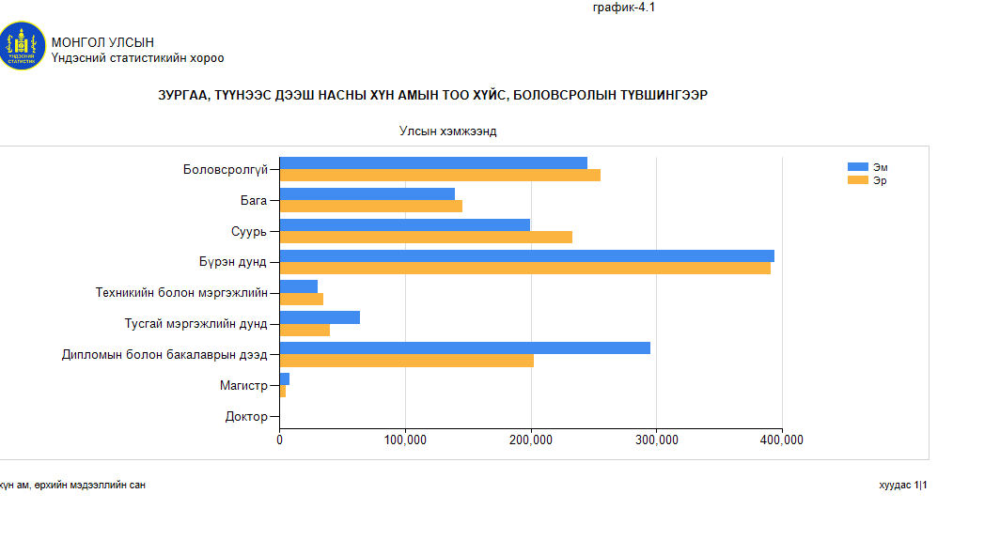 график-4.1
ҮНДЭСНИЙ
СТАТИСТИК
МОНГОЛ УЛСЫН
Үндэсний статистикийн хороо
ЗУРГАА, ТҮҮНЭЭС ДЭЭШ НАСНЫ ХҮН АМЫН ТОО ХҮЙС, БОЛОВСРОЛЫН ТҮВШИНГЭЭР
Улсын хэмжээнд
Эм
Эр
Боловсролгүй
Бага
Суурь
Бүрэн дунд
Техникийн болон мэргэжлийн
Тусгай мэргэжлийн дунд
Дипломын болон бакалаврын дээд
Магистр
Доктор
0 100,000 200,000 300,000 400,000
хүн ам, өрхийн мэдээллийн сан
хуудас 1|1